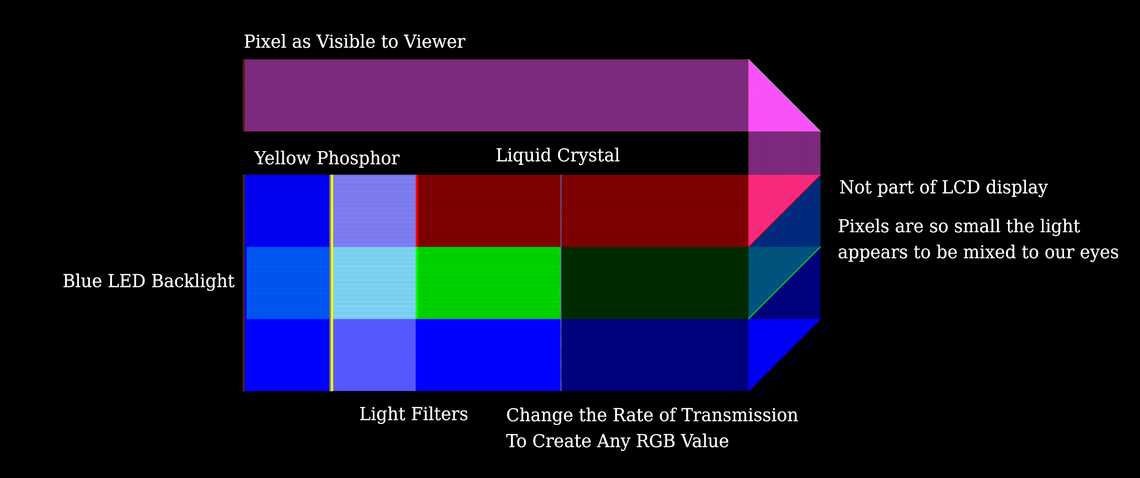 Pixel as Visible to Viewer
Yellow Phosphor
Liquid Crystal
Not part of LCD display
Pixels are so small the light
appears to be mixed to our eyes
Blue LED Backlight
Light Filters
Change the Rate of Transmission
To Create Any RGB Value